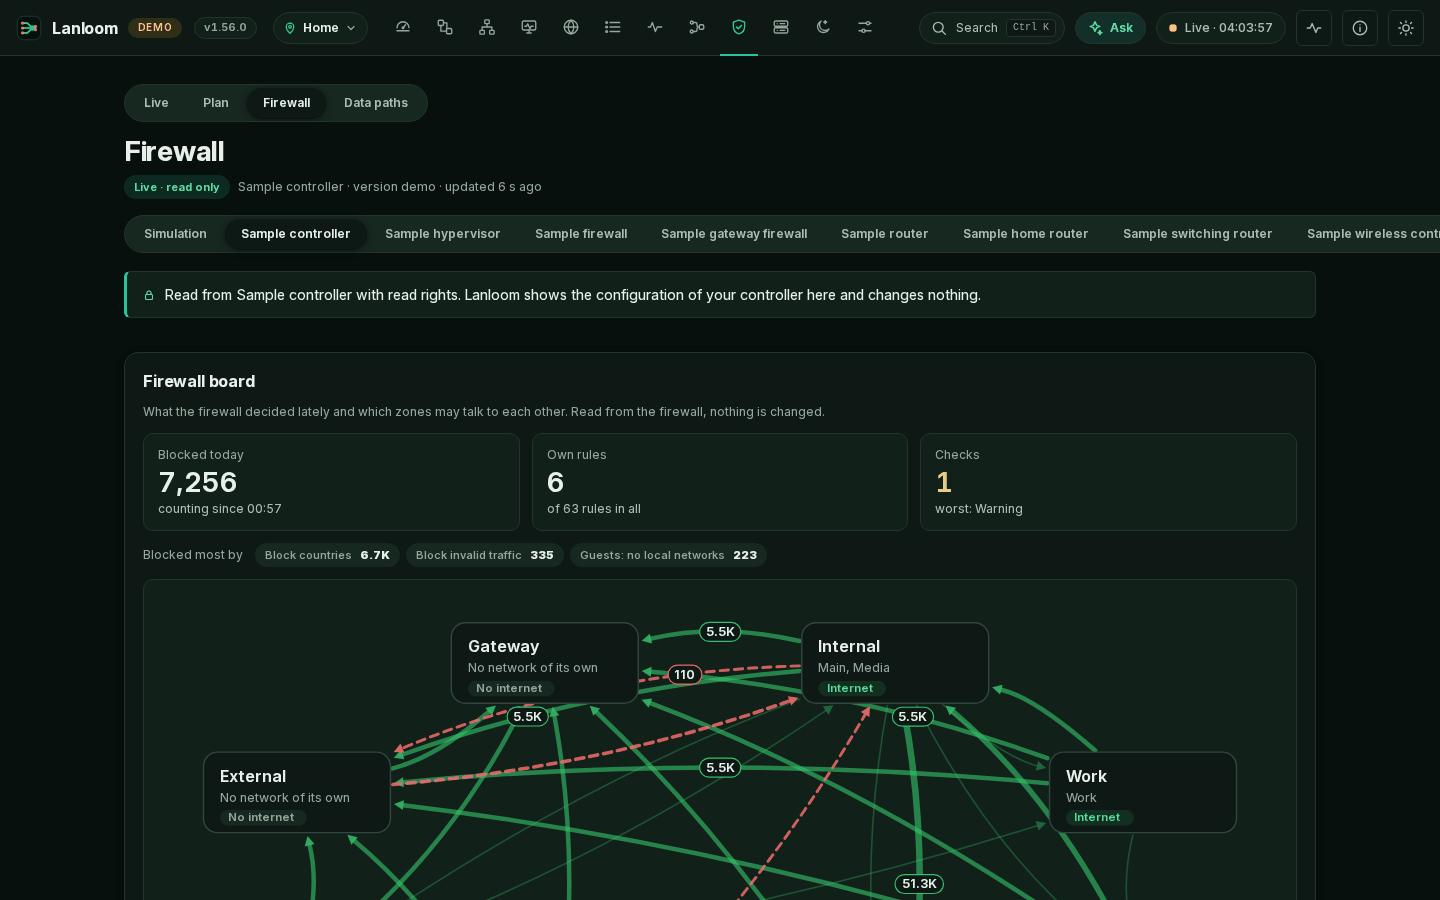 Lanloom DEMO v1.56.0 Home Search Ctrl K Ask Live · 04:03:57
Live Plan Firewall Data paths
Firewall
Live · read only Sample controller · version demo · updated 6 s ago
Simulation Sample controller Sample hypervisor Sample firewall Sample gateway firewall Sample router Sample home router Sample switching router Sample wireless contr
Read from Sample controller with read rights. Lanloom shows the configuration of your controller here and changes nothing.
Firewall board
What the firewall decided lately and which zones may talk to each other. Read from the firewall, nothing is changed.
Blocked today Own rules Checks
7,256 6 1
counting since 00:57 of 63 rules in all worst: Warning
Blocked most by Block countries 6.7K Block invalid traffic 335 Guests: no local networks 223
5.5K
Gateway Internal
No network of its own 110 Main, Media
No internet Internet
5.5K 5.5K
External 5.5K Work
No network of its own Work
No internet Internet
51.3K